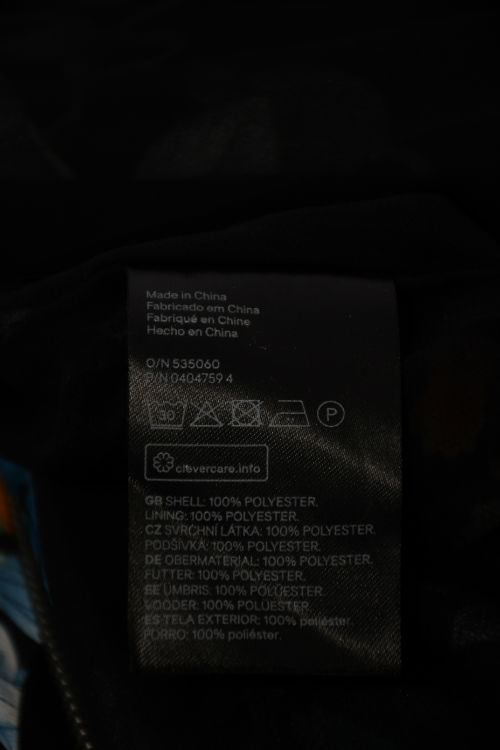 Made in China
Fabricado em China
Fabriqué en Chine
Hecho en China
O/N 535060
P/N 0404759 4
30
P
clevercare.info
GB SHELL: 100% POLYESTER.
LINING: 100% POLYESTER.
CZ SVRCHNÍ LÁTKA: 100% POLYESTER.
PODŠÍVKA: 100% POLYESTER.
DE OBERMATERIAL: 100% POLYESTER.
FUTTER: 100% POLYESTER.
EE ÜMBRIS: 100% POLÜESTER.
VOODER: 100% POLÜESTER.
ES TELA EXTERIOR: 100% poliéster.
FORRO: 100% poliéster.